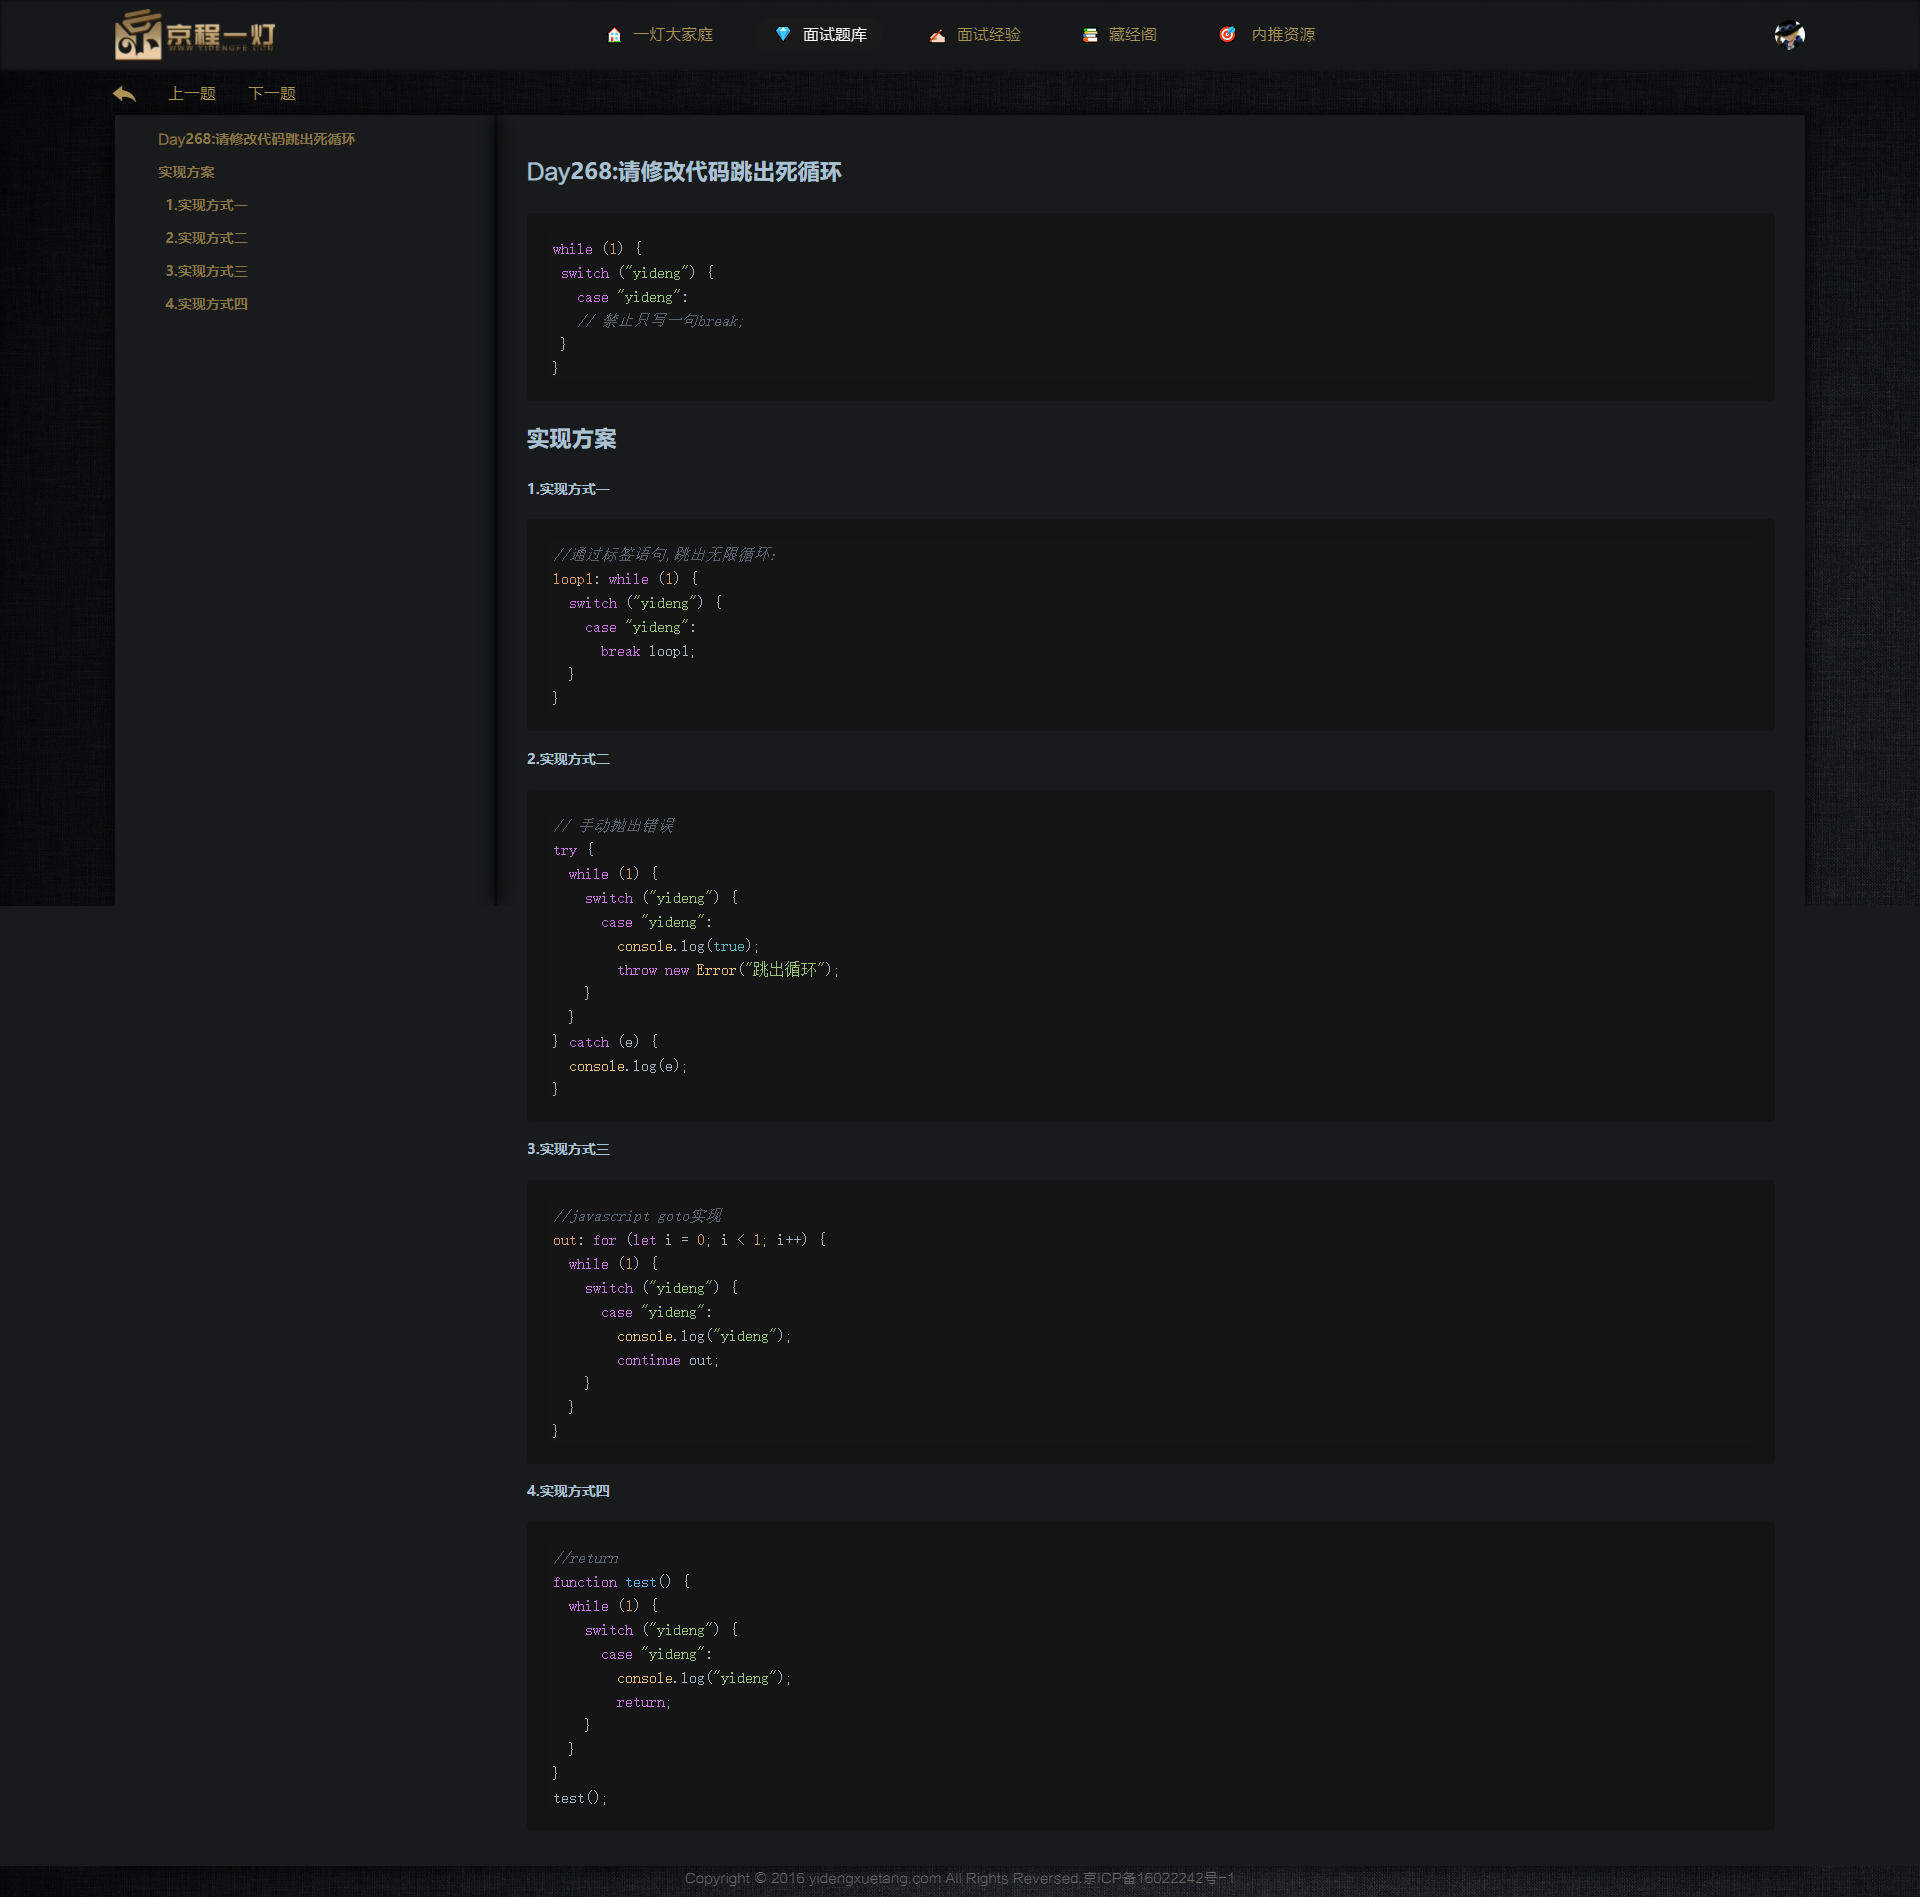 京程一灯
WWW.YIDENGFE.COM
一灯大家庭
面试题库
面试经验
藏经阁
内推资源
上一题 下一题
Day268:请修改代码跳出死循环
实现方案
1.实现方式一
2.实现方式二
3.实现方式三
4.实现方式四
Day268:请修改代码跳出死循环
while (1) {
 switch ("yideng") {
   case "yideng":
   // 禁止只写一句break;
 }
}
实现方案
1.实现方式一
//通过标签语句,跳出无限循环:
loop1: while (1) {
  switch ("yideng") {
    case "yideng":
      break loop1;
  }
}
2.实现方式二
// 手动抛出错误
try {
  while (1) {
    switch ("yideng") {
      case "yideng":
        console.log(true);
        throw new Error("跳出循环");
    }
  }
} catch (e) {
  console.log(e);
}
3.实现方式三
//javascript goto实现
out: for (let i = 0; i < 1; i++) {
  while (1) {
    switch ("yideng") {
      case "yideng":
        console.log("yideng");
        continue out;
    }
  }
}
4.实现方式四
//return
function test() {
  while (1) {
    switch ("yideng") {
      case "yideng":
        console.log("yideng");
        return;
    }
  }
}
test();
Copyright © 2016 yidengxuetang.com All Rights Reversed.京ICP备16022242号-1